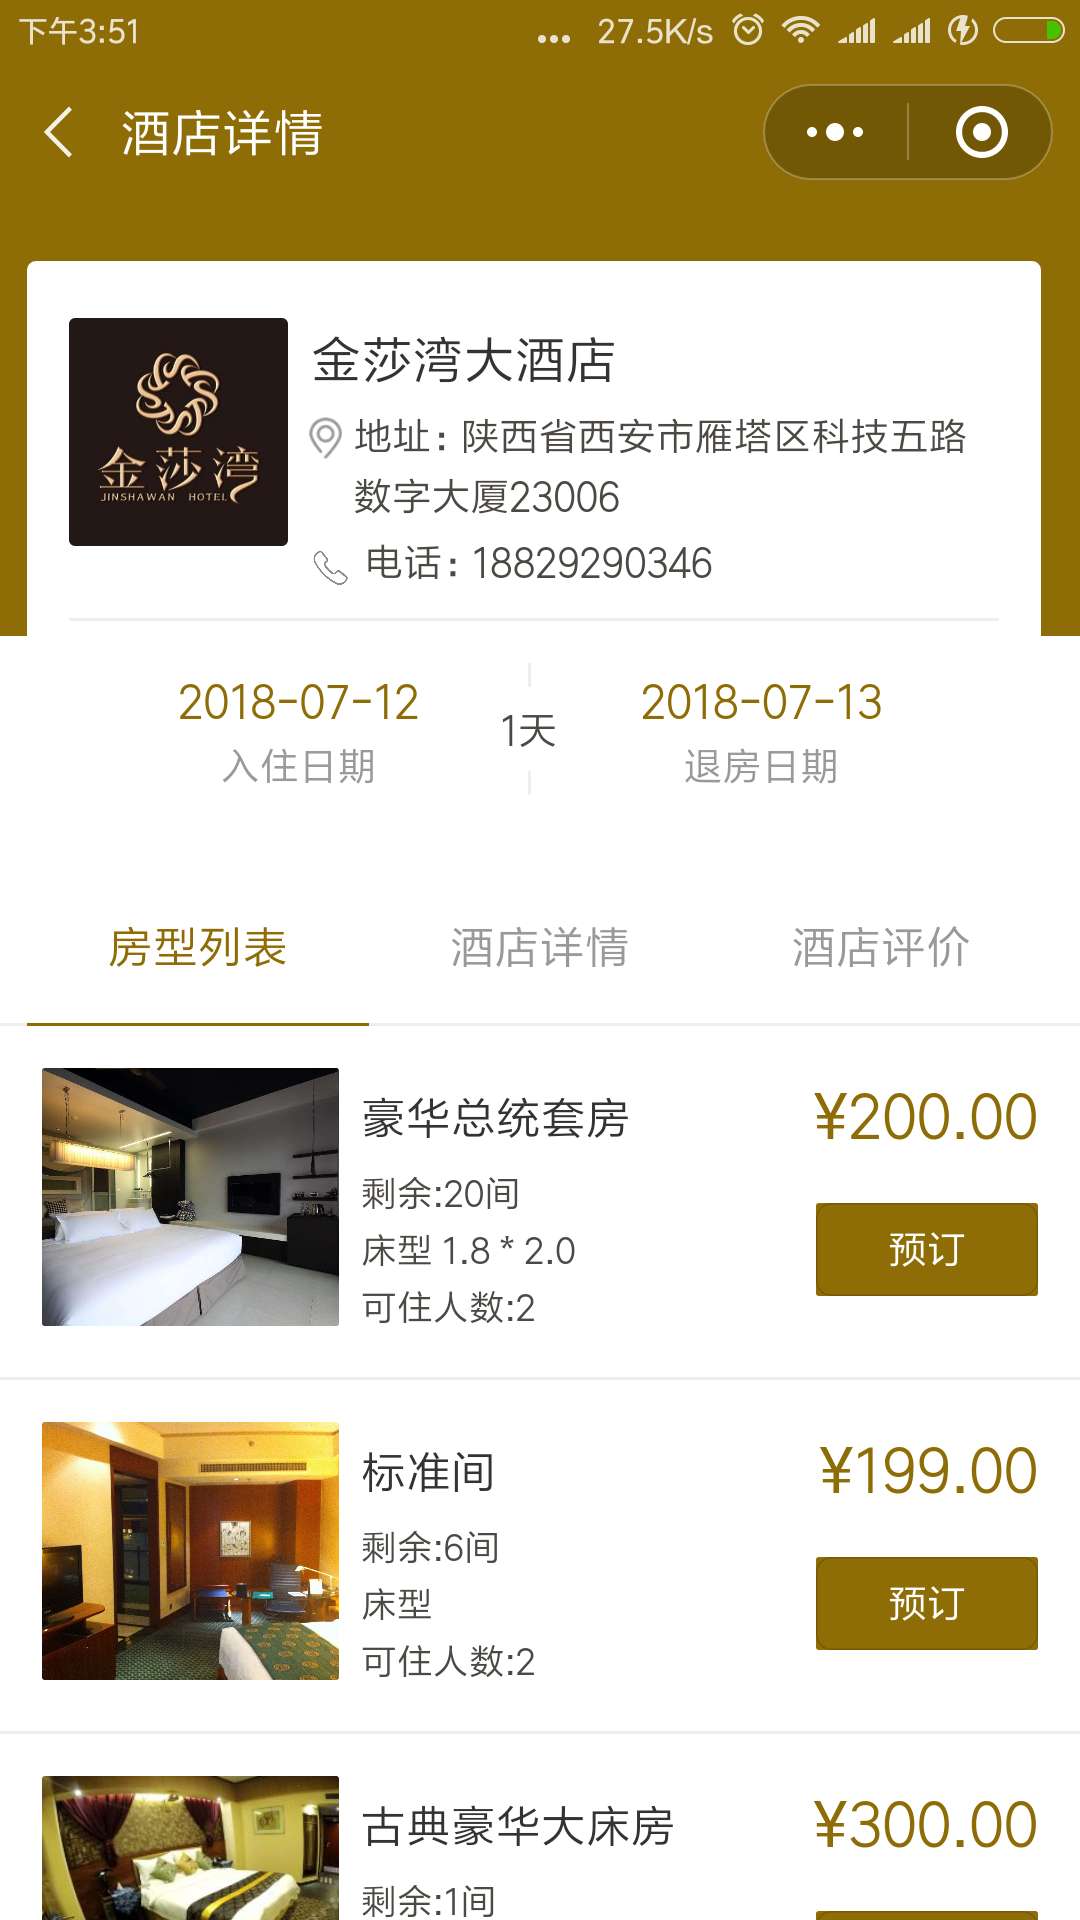 下午3:51
27.5K/s
酒店详情
金莎湾
JINSHAWAN HOTEL
金莎湾大酒店
地址：陕西省西安市雁塔区科技五路
数字大厦23006
电话：18829290346
2018-07-12
入住日期
1天
2018-07-13
退房日期
房型列表
酒店详情
酒店评价
豪华总统套房
¥200.00
剩余:20间
床型 1.8 * 2.0
可住人数:2
预订
标准间
¥199.00
剩余:6间
床型
可住人数:2
预订
古典豪华大床房
¥300.00
剩余:1间